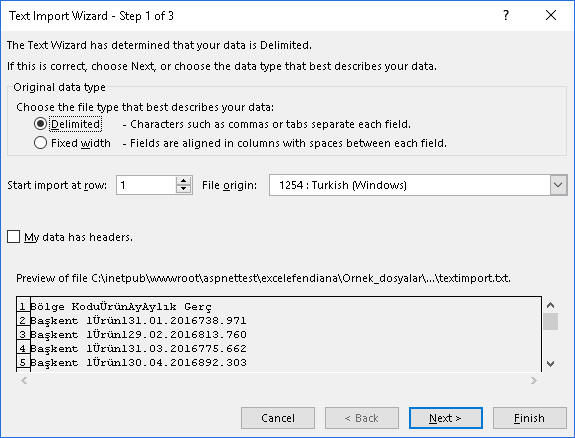 Text Import Wizard - Step 1 of 3
The Text Wizard has determined that your data is Delimited.
If this is correct, choose Next, or choose the data type that best describes your data.
Original data type
Choose the file type that best describes your data:
Delimited - Characters such as commas or tabs separate each field.
Fixed width - Fields are aligned in columns with spaces between each field.
Start import at row: 1 File origin: 1254 : Turkish (Windows)
My data has headers.
Preview of file C:\inetpub\wwwroot\aspnettest\excelefendiana\Ornek_dosyalar\...\textimport.txt.
1 Bölge KoduÜrünAyAylık Gerç
2 Başkent 1Ürün131.01.2016738.971
3 Başkent 1Ürün129.02.2016813.760
4 Başkent 1Ürün131.03.2016775.662
5 Başkent 1Ürün130.04.2016892.303
Cancel < Back Next > Finish